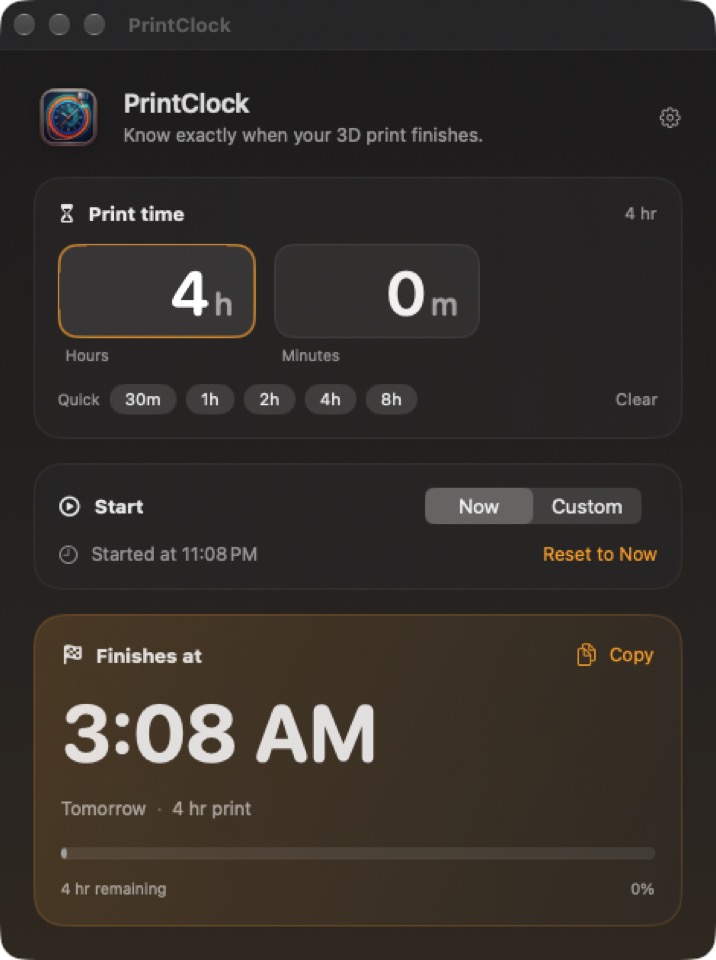 PrintClock
PrintClock
Know exactly when your 3D print finishes.
Print time 4 hr
4 h 0 m
Hours Minutes
Quick 30m 1h 2h 4h 8h Clear
Start Now Custom
Started at 11:08 PM Reset to Now
Finishes at Copy
3:08 AM
Tomorrow · 4 hr print
4 hr remaining 0%